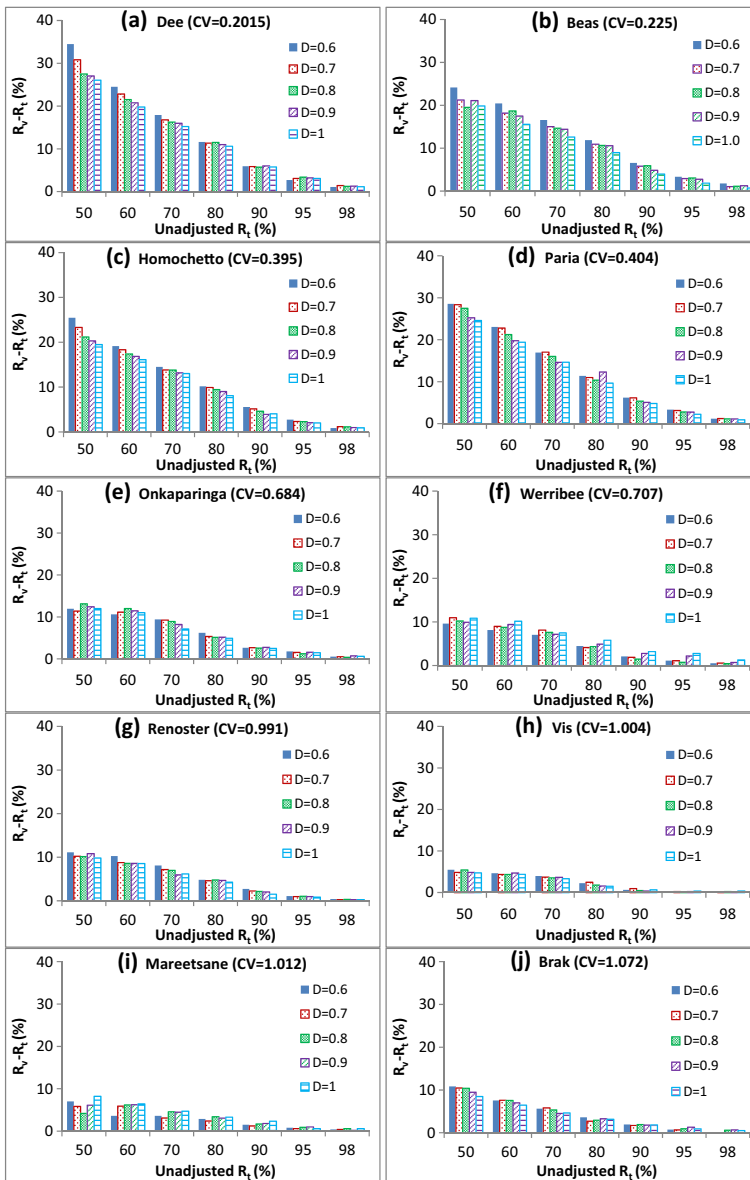 (a) Dee (CV=0.2015)
40
30
20
10
0
Rv-Rt (%)
50 60 70 80 90 95 98
Unadjusted Rt (%)
D=0.6
D=0.7
D=0.8
D=0.9
D=1
(b) Beas (CV=0.225)
40
30
20
10
0
Rv-Rt (%)
50 60 70 80 90 95 98
Unadjusted Rt (%)
D=0.6
D=0.7
D=0.8
D=0.9
D=1.0
(c) Homochetto (CV=0.395)
40
30
20
10
0
Rv-Rt (%)
50 60 70 80 90 95 98
Unadjusted Rt (%)
D=0.6
D=0.7
D=0.8
D=0.9
D=1
(d) Paria (CV=0.404)
40
30
20
10
0
Rv-Rt (%)
50 60 70 80 90 95 98
Unadjusted Rt (%)
D=0.6
D=0.7
D=0.8
D=0.9
D=1
(e) Onkaparinga (CV=0.684)
40
30
20
10
0
Rv-Rt (%)
50 60 70 80 90 95 98
Unadjusted Rt (%)
D=0.6
D=0.7
D=0.8
D=0.9
D=1
(f) Werribee (CV=0.707)
40
30
20
10
0
Rv-Rt (%)
50 60 70 80 90 95 98
Unadjusted Rt (%)
D=0.6
D=0.7
D=0.8
D=0.9
D=1
(g) Renoster (CV=0.991)
40
30
20
10
0
Rv-Rt (%)
50 60 70 80 90 95 98
Unadjusted Rt (%)
D=0.6
D=0.7
D=0.8
D=0.9
D=1
(h) Vis (CV=1.004)
40
30
20
10
0
Rv-Rt (%)
50 60 70 80 90 95 98
Unadjusted Rt (%)
D=0.6
D=0.7
D=0.8
D=0.9
D=1
(i) Mareetsane (CV=1.012)
40
30
20
10
0
Rv-Rt (%)
50 60 70 80 90 95 98
Unadjusted Rt (%)
D=0.6
D=0.7
D=0.8
D=0.9
D=1
(j) Brak (CV=1.072)
40
30
20
10
0
Rv-Rt (%)
50 60 70 80 90 95 98
Unadjusted Rt (%)
D=0.6
D=0.7
D=0.8
D=0.9
D=1